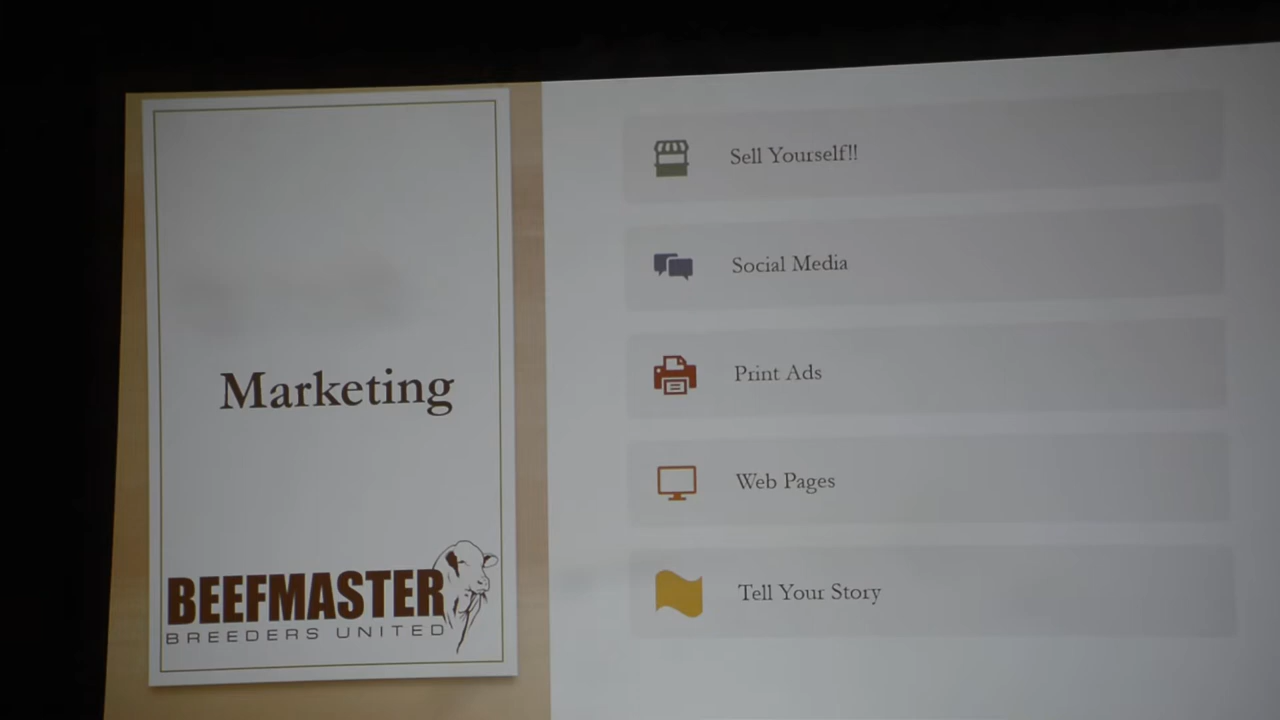 Marketing
BEEFMASTER
BREEDERS UNITED
Sell Yourself!!
Social Media
Print Ads
Web Pages
Tell Your Story